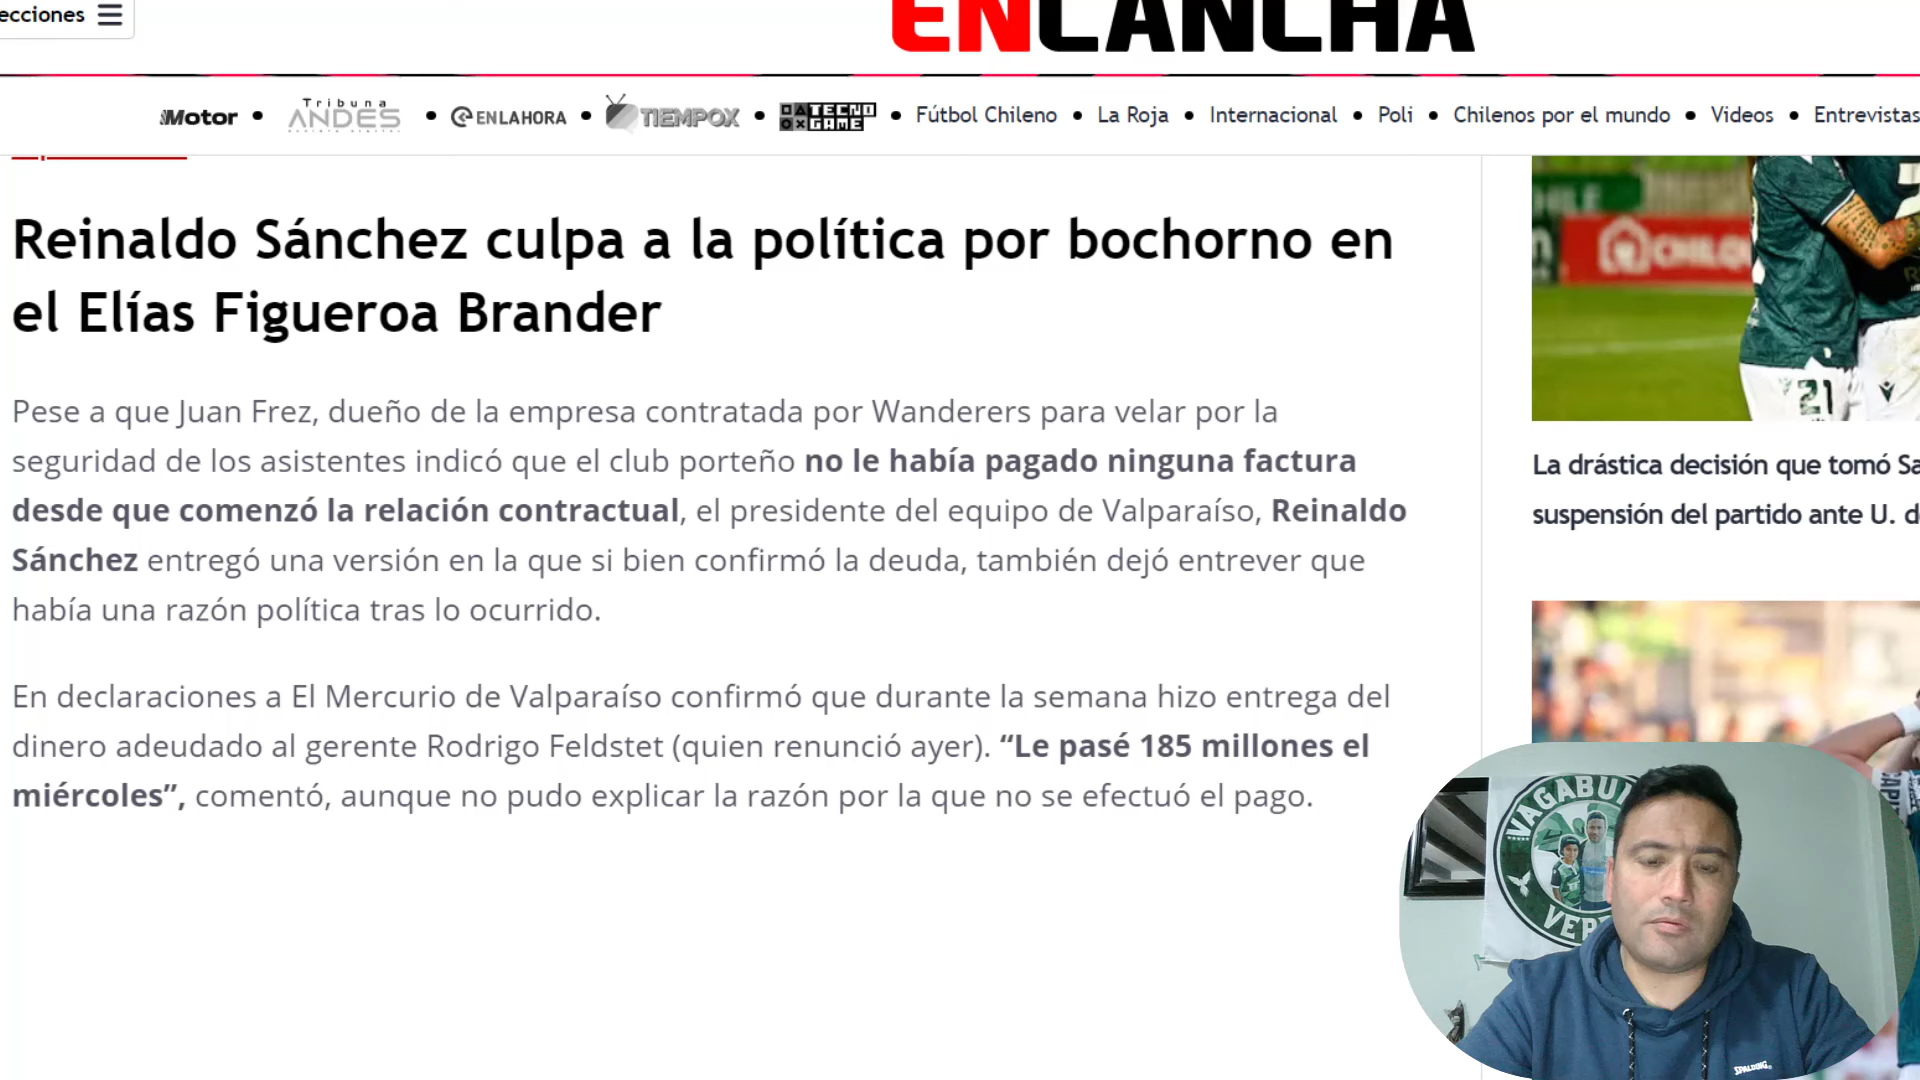 ecciones
ENCANCHA
Motor • Tribuna ANDES • ENLAHORA • TIEMPOX • TECNO GAME • Fútbol Chileno • La Roja • Internacional • Poli • Chilenos por el mundo • Videos • Entrevistas
Reinaldo Sánchez culpa a la política por bochorno en
el Elías Figueroa Brander
Pese a que Juan Frez, dueño de la empresa contratada por Wanderers para velar por la
seguridad de los asistentes indicó que el club porteño no le había pagado ninguna factura
desde que comenzó la relación contractual, el presidente del equipo de Valparaíso, Reinaldo
Sánchez entregó una versión en la que si bien confirmó la deuda, también dejó entrever que
había una razón política tras lo ocurrido.
En declaraciones a El Mercurio de Valparaíso confirmó que durante la semana hizo entrega del
dinero adeudado al gerente Rodrigo Feldstet (quien renunció ayer). “Le pasé 185 millones el
miércoles”, comentó, aunque no pudo explicar la razón por la que no se efectuó el pago.
21
La drástica decisión que tomó Sa
suspensión del partido ante U. d
VAGABU
VER
SPALDING